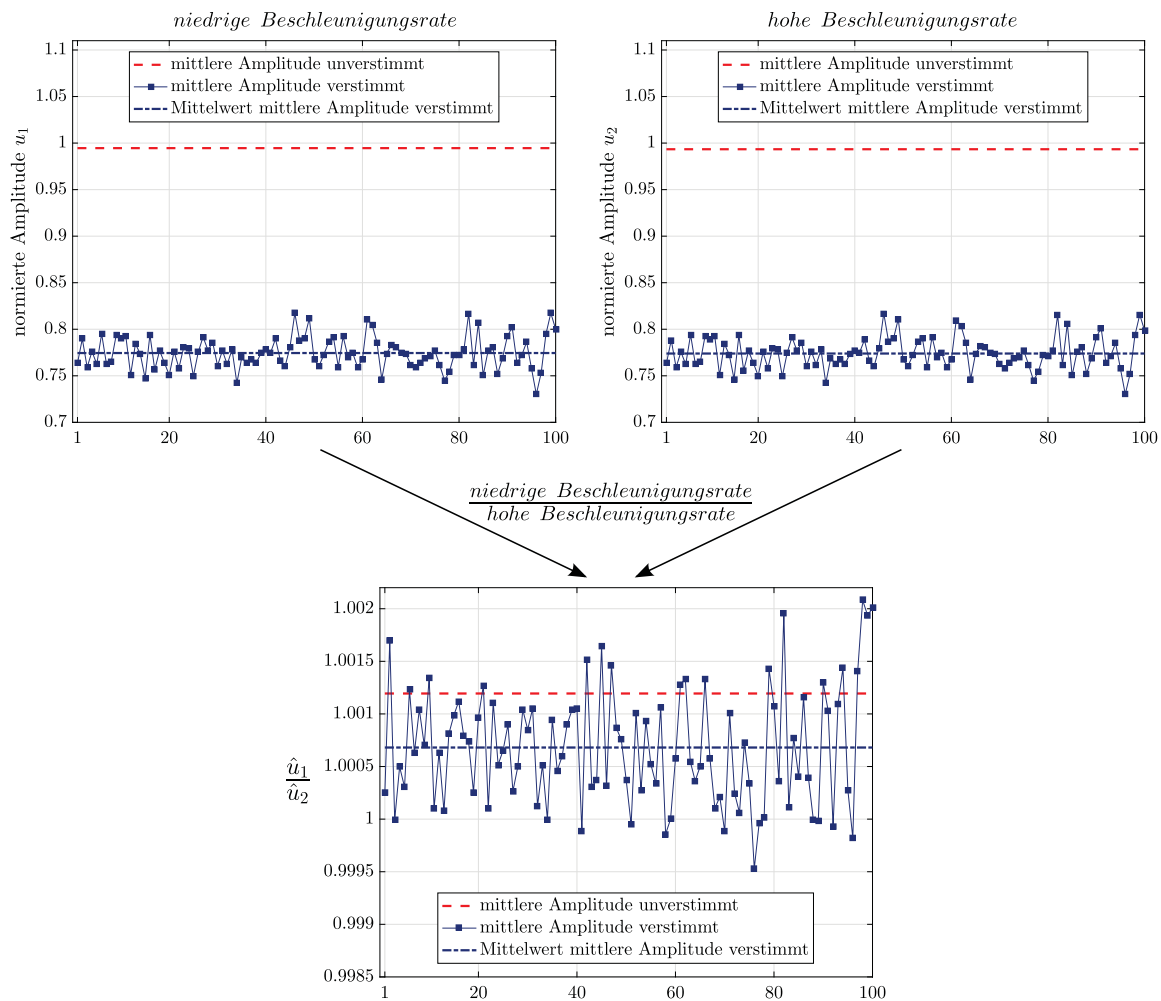 niedrige Beschleunigungsrate
hohe Beschleunigungsrate
mittlere Amplitude unverstimmt
mittlere Amplitude verstimmt
Mittelwert mittlere Amplitude verstimmt
normierte Amplitude u₁
1.1
1.05
1
0.95
0.9
0.85
0.8
0.75
0.7
1 20 40 60 80 100
mittlere Amplitude unverstimmt
mittlere Amplitude verstimmt
Mittelwert mittlere Amplitude verstimmt
normierte Amplitude u₂
1.1
1.05
1
0.95
0.9
0.85
0.8
0.75
0.7
1 20 40 60 80 100
niedrige Beschleunigungsrate
hohe Beschleunigungsrate
û₁
û₂
1.002
1.0015
1.001
1.0005
1
0.9995
0.999
0.9985
mittlere Amplitude unverstimmt
mittlere Amplitude verstimmt
Mittelwert mittlere Amplitude verstimmt
1 20 40 60 80 100